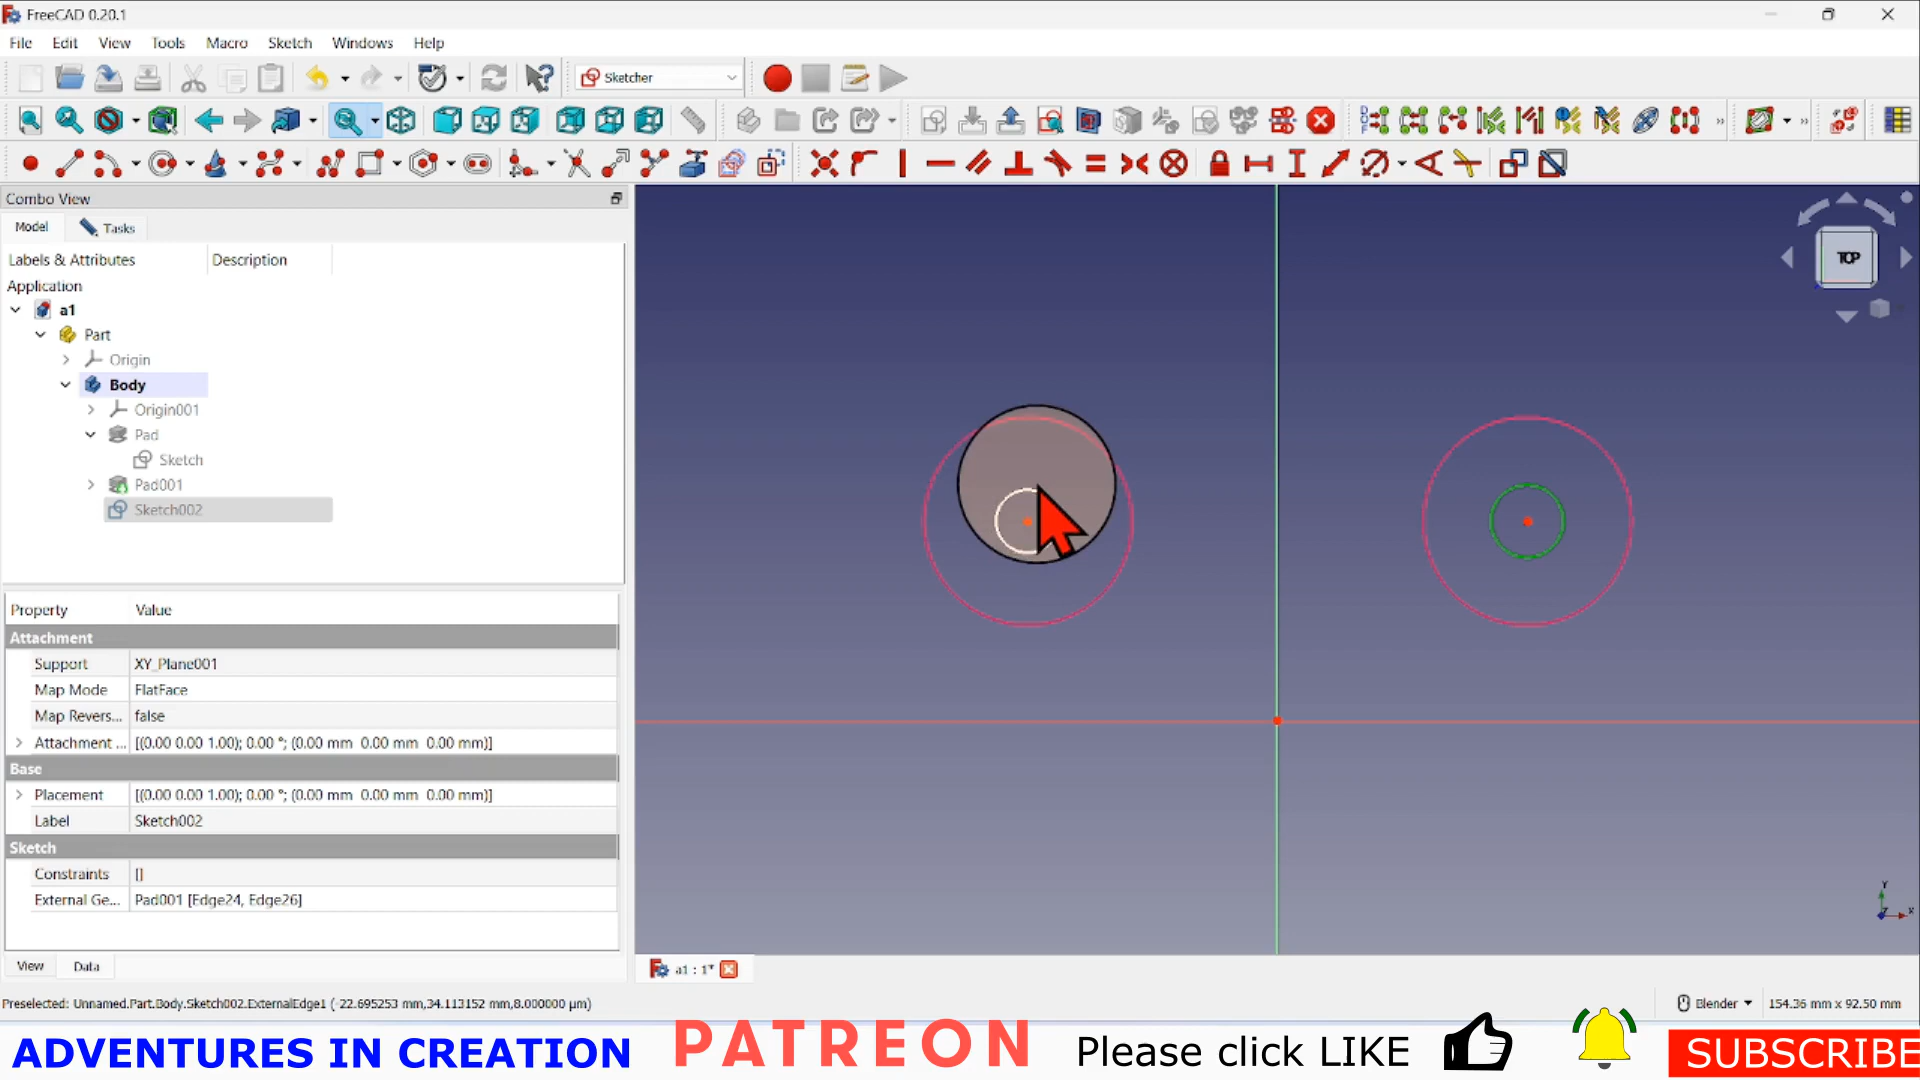 FreeCAD 0.20.1
File Edit View Tools Macro Sketch Windows Help
Sketcher
Combo View
Model Tasks
Labels & Attributes Description
Application
a1
Part
Origin
Body
Origin001
Pad
Sketch
Pad001
Sketch002
TOP
Property Value
Attachment
Support XY_Plane001
Map Mode FlatFace
Map Revers... false
Attachment ... [(0.00 0.00 1.00); 0.00 °; (0.00 mm 0.00 mm 0.00 mm)]
Base
Placement [(0.00 0.00 1.00); 0.00 °; (0.00 mm 0.00 mm 0.00 mm)]
Label Sketch002
Sketch
Constraints []
External Ge... Pad001 [Edge24, Edge26]
Y
Z X
View Data
a1 : 1*
Preselected: Unnamed.Part.Body.Sketch002.ExternalEdge1 (-22.695253 mm,34.113152 mm,8.000000 µm)
Blender 154.36 mm x 92.50 mm
ADVENTURES IN CREATION PATREON Please click LIKE SUBSCRIBE